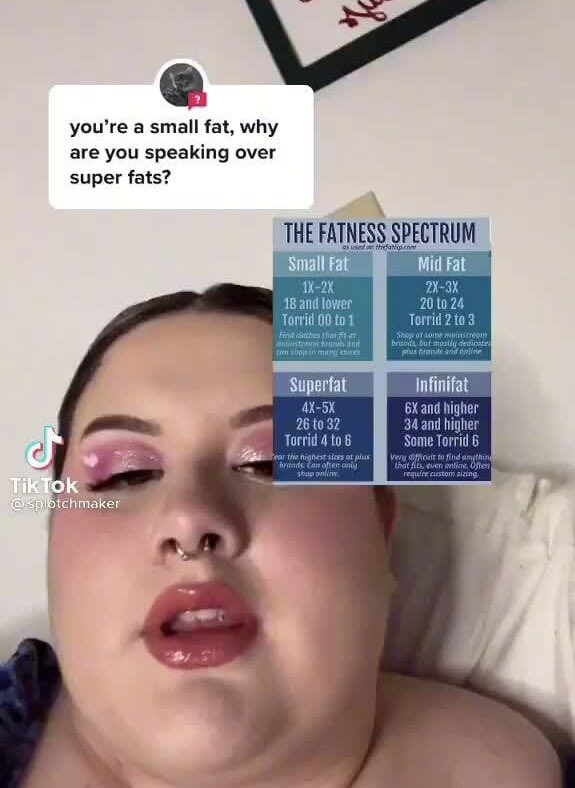 you're a small fat, why
are you speaking over
super fats?
THE FATNESS SPECTRUM
as used on thefatlip.com
Small Fat
1X-2X
18 and lower
Torrid 00 to 1
Find clothes that fit at
mainstream brands and
can shop in many stores
Mid Fat
2X-3X
20 to 24
Torrid 2 to 3
Shop at some mainstream
brands, but mostly dedicated
plus brands and online
Superfat
4X-5X
26 to 32
Torrid 4 to 6
ear the highest sizes at plus
brands. Can often only
shop online.
Infinifat
6X and higher
34 and higher
Some Torrid 6
Very difficult to find anything
that fits, even online. Often
require custom sizing.
TikTok
@splotchmaker